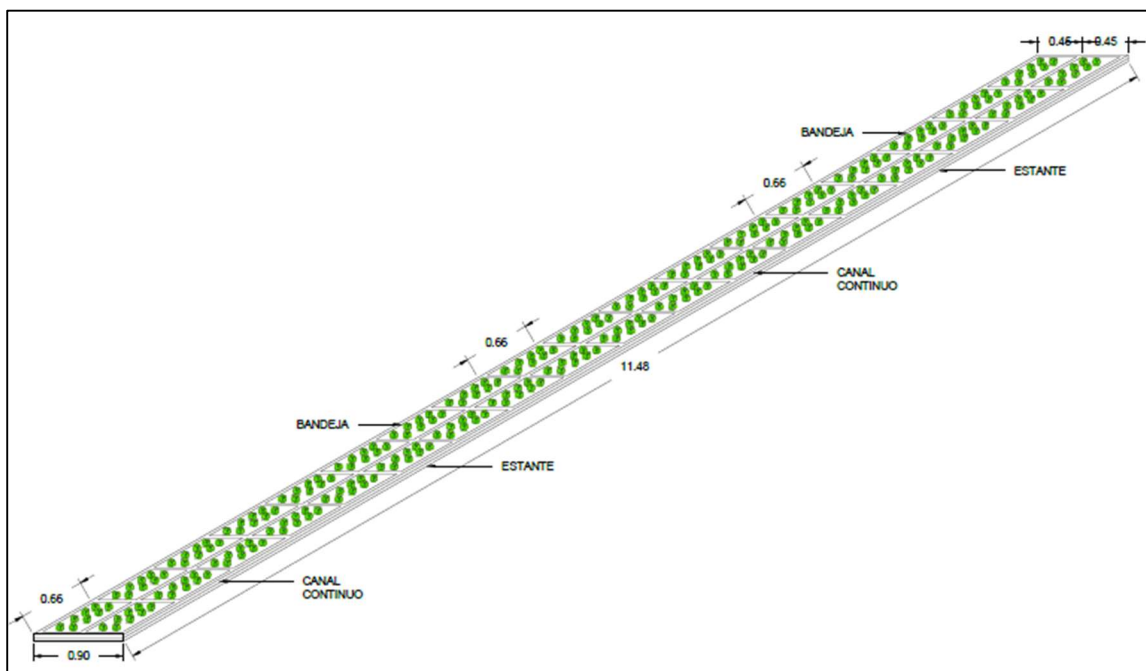 0.45 0.45
BANDEJA
0.66
ESTANTE
CANAL
CONTINUO
0.66
11.48
BANDEJA
ESTANTE
CANAL
CONTINUO
0.66
0.90